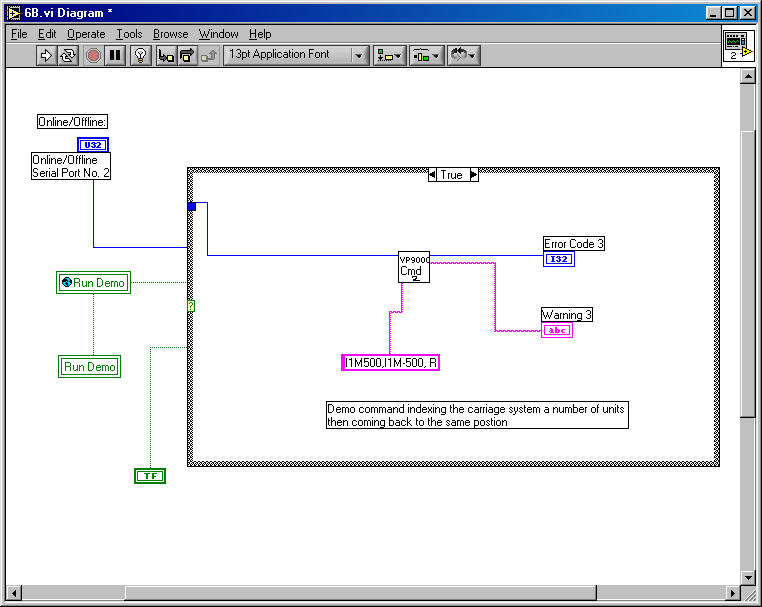 6B.vi Diagram *
File Edit Operate Tools Browse Window Help
13pt Application Font
2
Online/Offline:
U32
Online/Offline
Serial Port No. 2
True
Run Demo
?
VP9000
Cmd
2
Error Code 3
I32
Warning 3
abc
Run Demo
I1M500,I1M-500, R
Demo command indexing the carriage system a number of units
then coming back to the same postion
TF